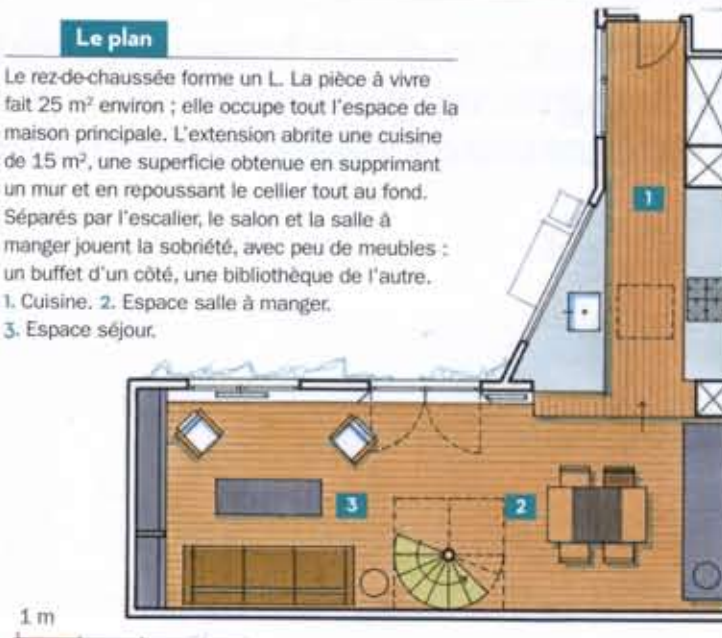 Le plan
Le rez-de-chaussée forme un L. La pièce à vivre
fait 25 m² environ ; elle occupe tout l'espace de la
maison principale. L'extension abrite une cuisine
de 15 m², une superficie obtenue en supprimant
un mur et en repoussant le cellier tout au fond.
Séparés par l'escalier, le salon et la salle à
manger jouent la sobriété, avec peu de meubles :
un buffet d'un côté, une bibliothèque de l'autre.
1. Cuisine. 2. Espace salle à manger.
3. Espace séjour.
1
3
2
1 m